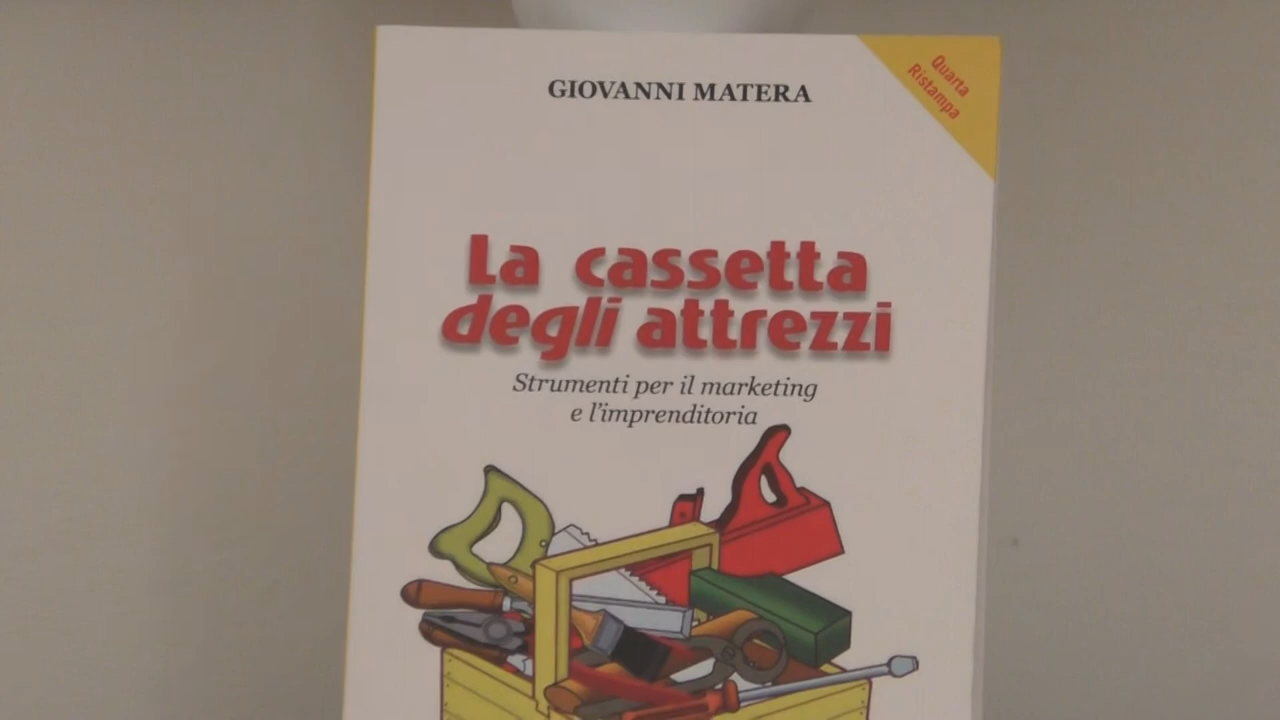 GIOVANNI MATERA
Quarta
Ristampa
La cassetta
degli attrezzi
Strumenti per il marketing
e l'imprenditoria